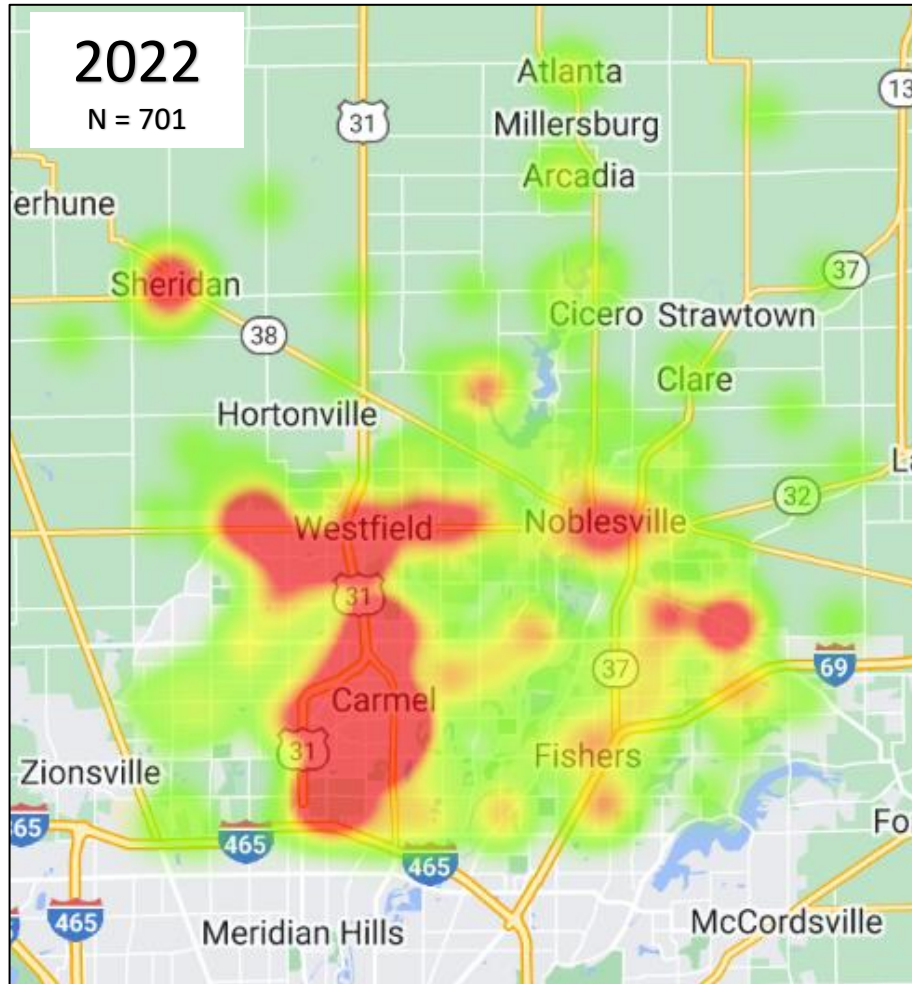 2022
N = 701
Atlanta
31
Millersburg
13
Arcadia
erhune
Sheridan
37
Cicero
Strawtown
38
Clare
Hortonville
La
32
Westfield
Noblesville
31
69
37
Carmel
31
Fishers
Zionsville
65
465
Fo
465
465
McCordsville
Meridian Hills